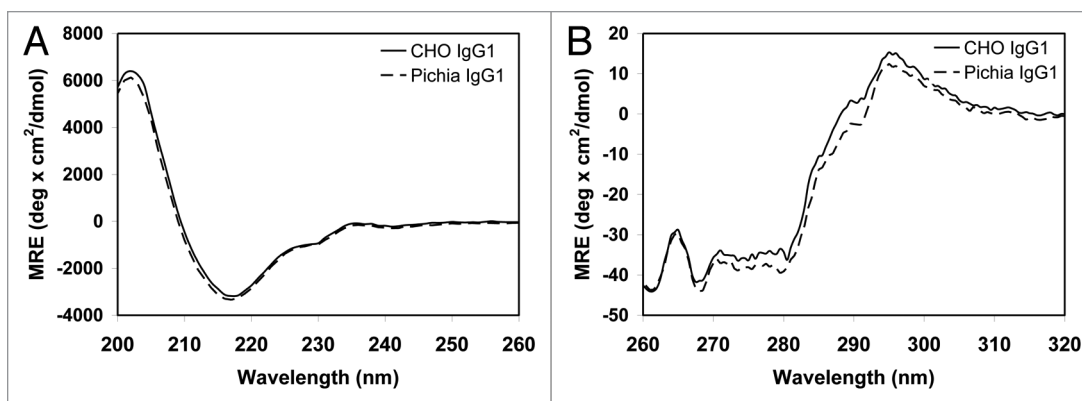 A
8000
6000
4000
2000
0
-2000
-4000
MRE (deg x cm²/dmol)
CHO IgG1
Pichia IgG1
200 210 220 230 240 250 260
Wavelength (nm)
B
20
10
0
-10
-20
-30
-40
-50
MRE (deg x cm²/dmol)
CHO IgG1
Pichia IgG1
260 270 280 290 300 310 320
Wavelength (nm)